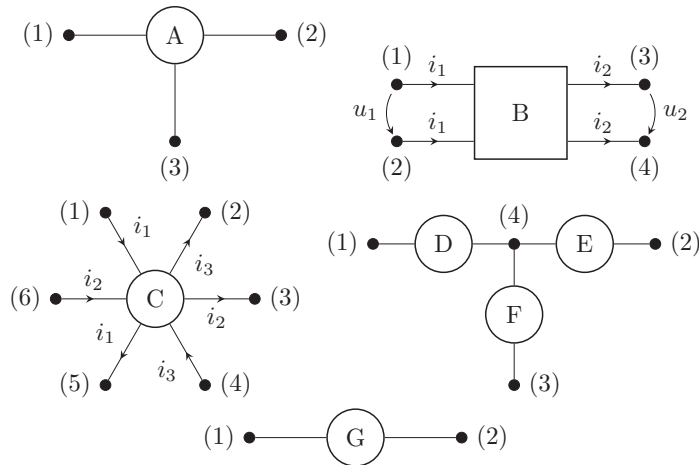 (1) A (2)
(3)
(1) i₁ i₂ (3)
u₁ B u₂
i₁ i₂
(2) (4)
(1) (2)
i₁ i₃
(6) i₂ C i₂ (3)
i₁ i₃
(5) (4)
(4)
(1) D E (2)
F
(3)
(1) G (2)